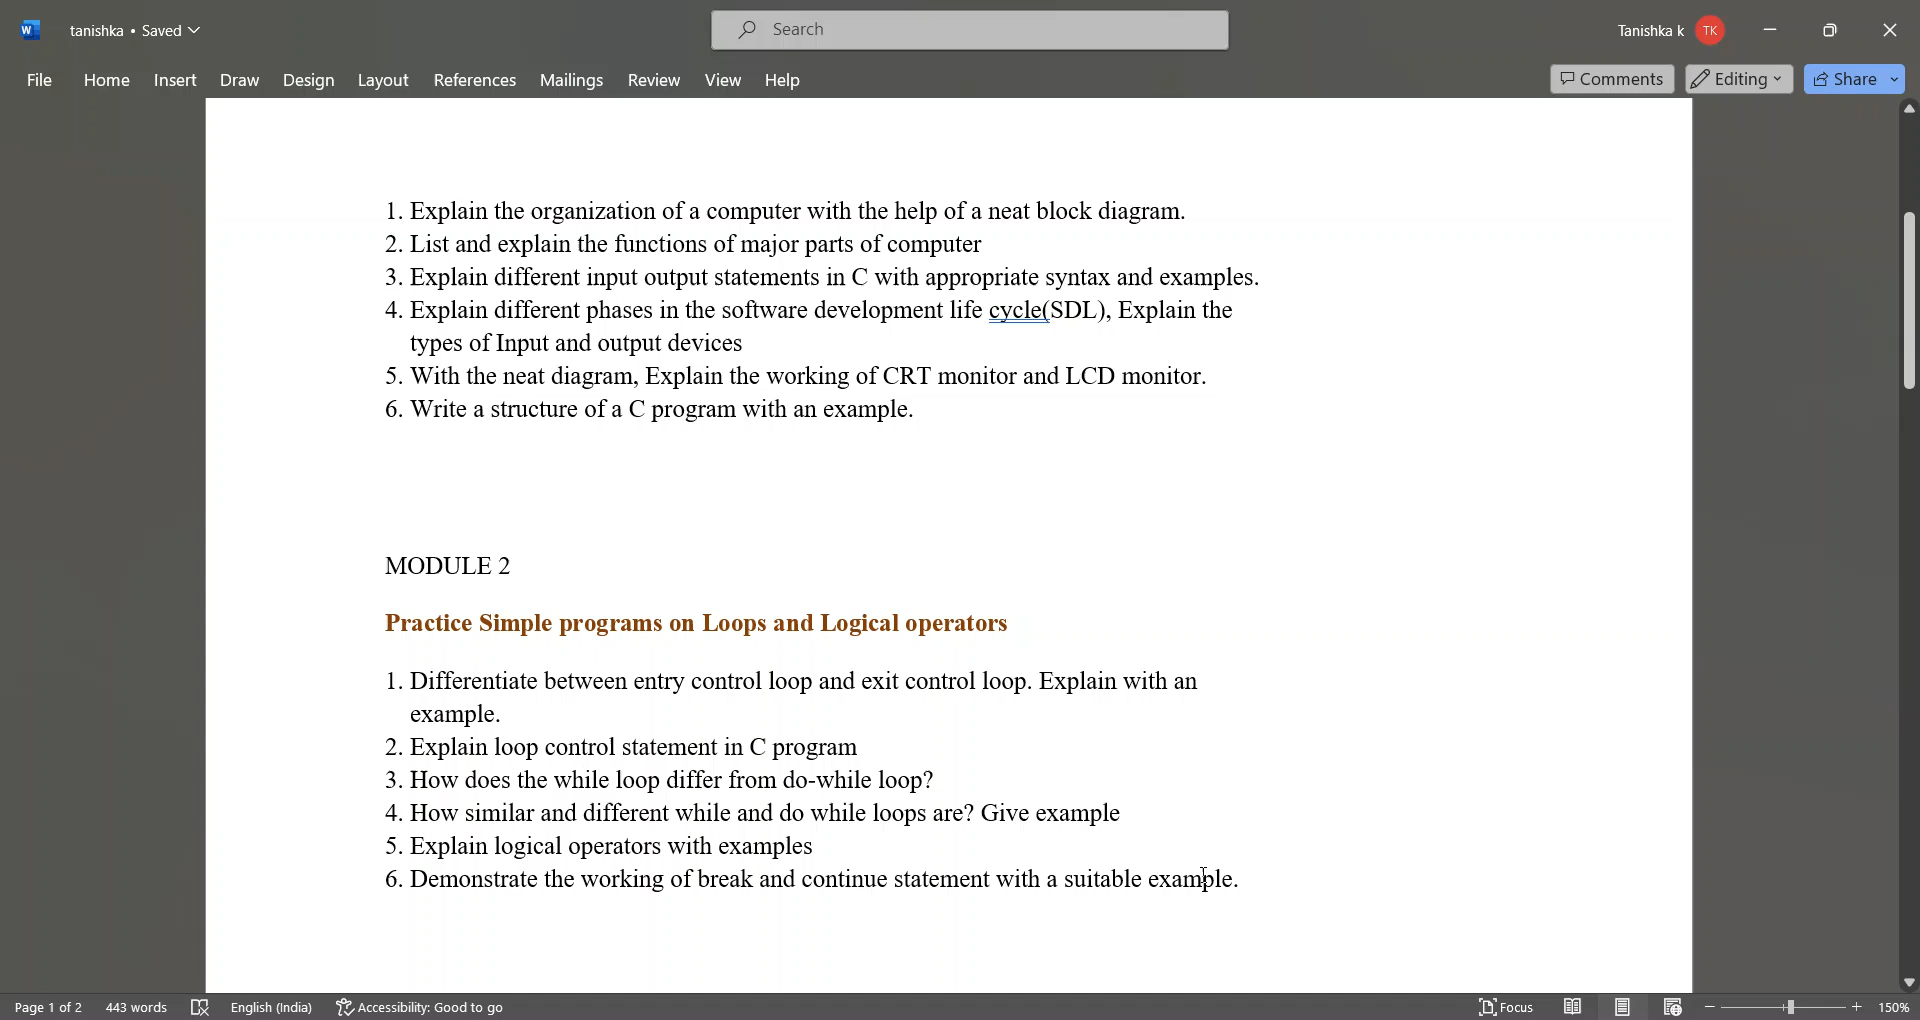 tanishka • Saved
Search
Tanishka k TK
File Home Insert Draw Design Layout References Mailings Review View Help
Comments Editing Share
1. Explain the organization of a computer with the help of a neat block diagram.
2. List and explain the functions of major parts of computer
3. Explain different input output statements in C with appropriate syntax and examples.
4. Explain different phases in the software development life cycle(SDL), Explain the
types of Input and output devices
5. With the neat diagram, Explain the working of CRT monitor and LCD monitor.
6. Write a structure of a C program with an example.
MODULE 2
Practice Simple programs on Loops and Logical operators
1. Differentiate between entry control loop and exit control loop. Explain with an
example.
2. Explain loop control statement in C program
3. How does the while loop differ from do-while loop?
4. How similar and different while and do while loops are? Give example
5. Explain logical operators with examples
6. Demonstrate the working of break and continue statement with a suitable example.
Page 1 of 2 443 words English (India) Accessibility: Good to go Focus 150%